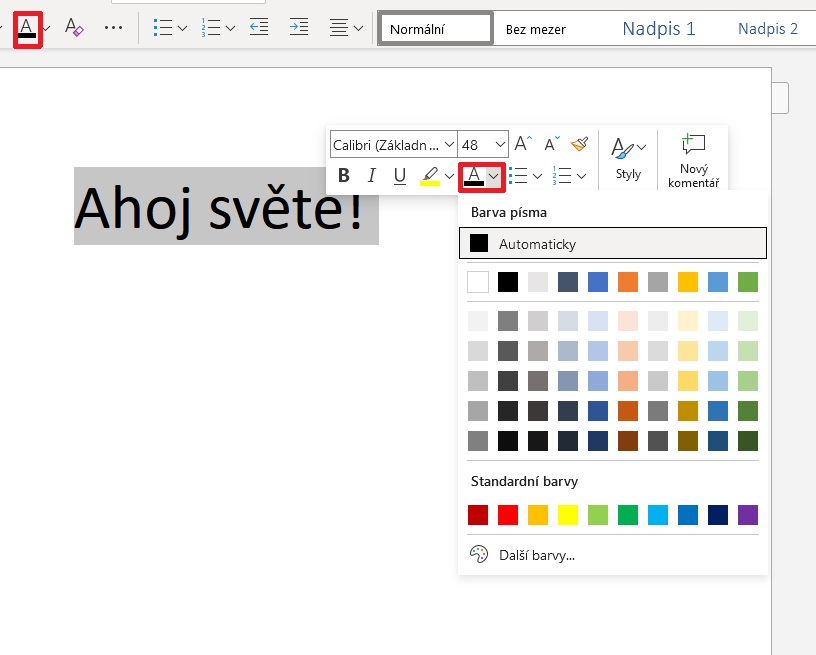 Normální Bez mezer Nadpis 1 Nadpis 2
Calibri (Základn ... 48
B I U Styly Nový
komentář
Ahoj světe!
Barva písma
Automaticky
Standardní barvy
Další barvy...